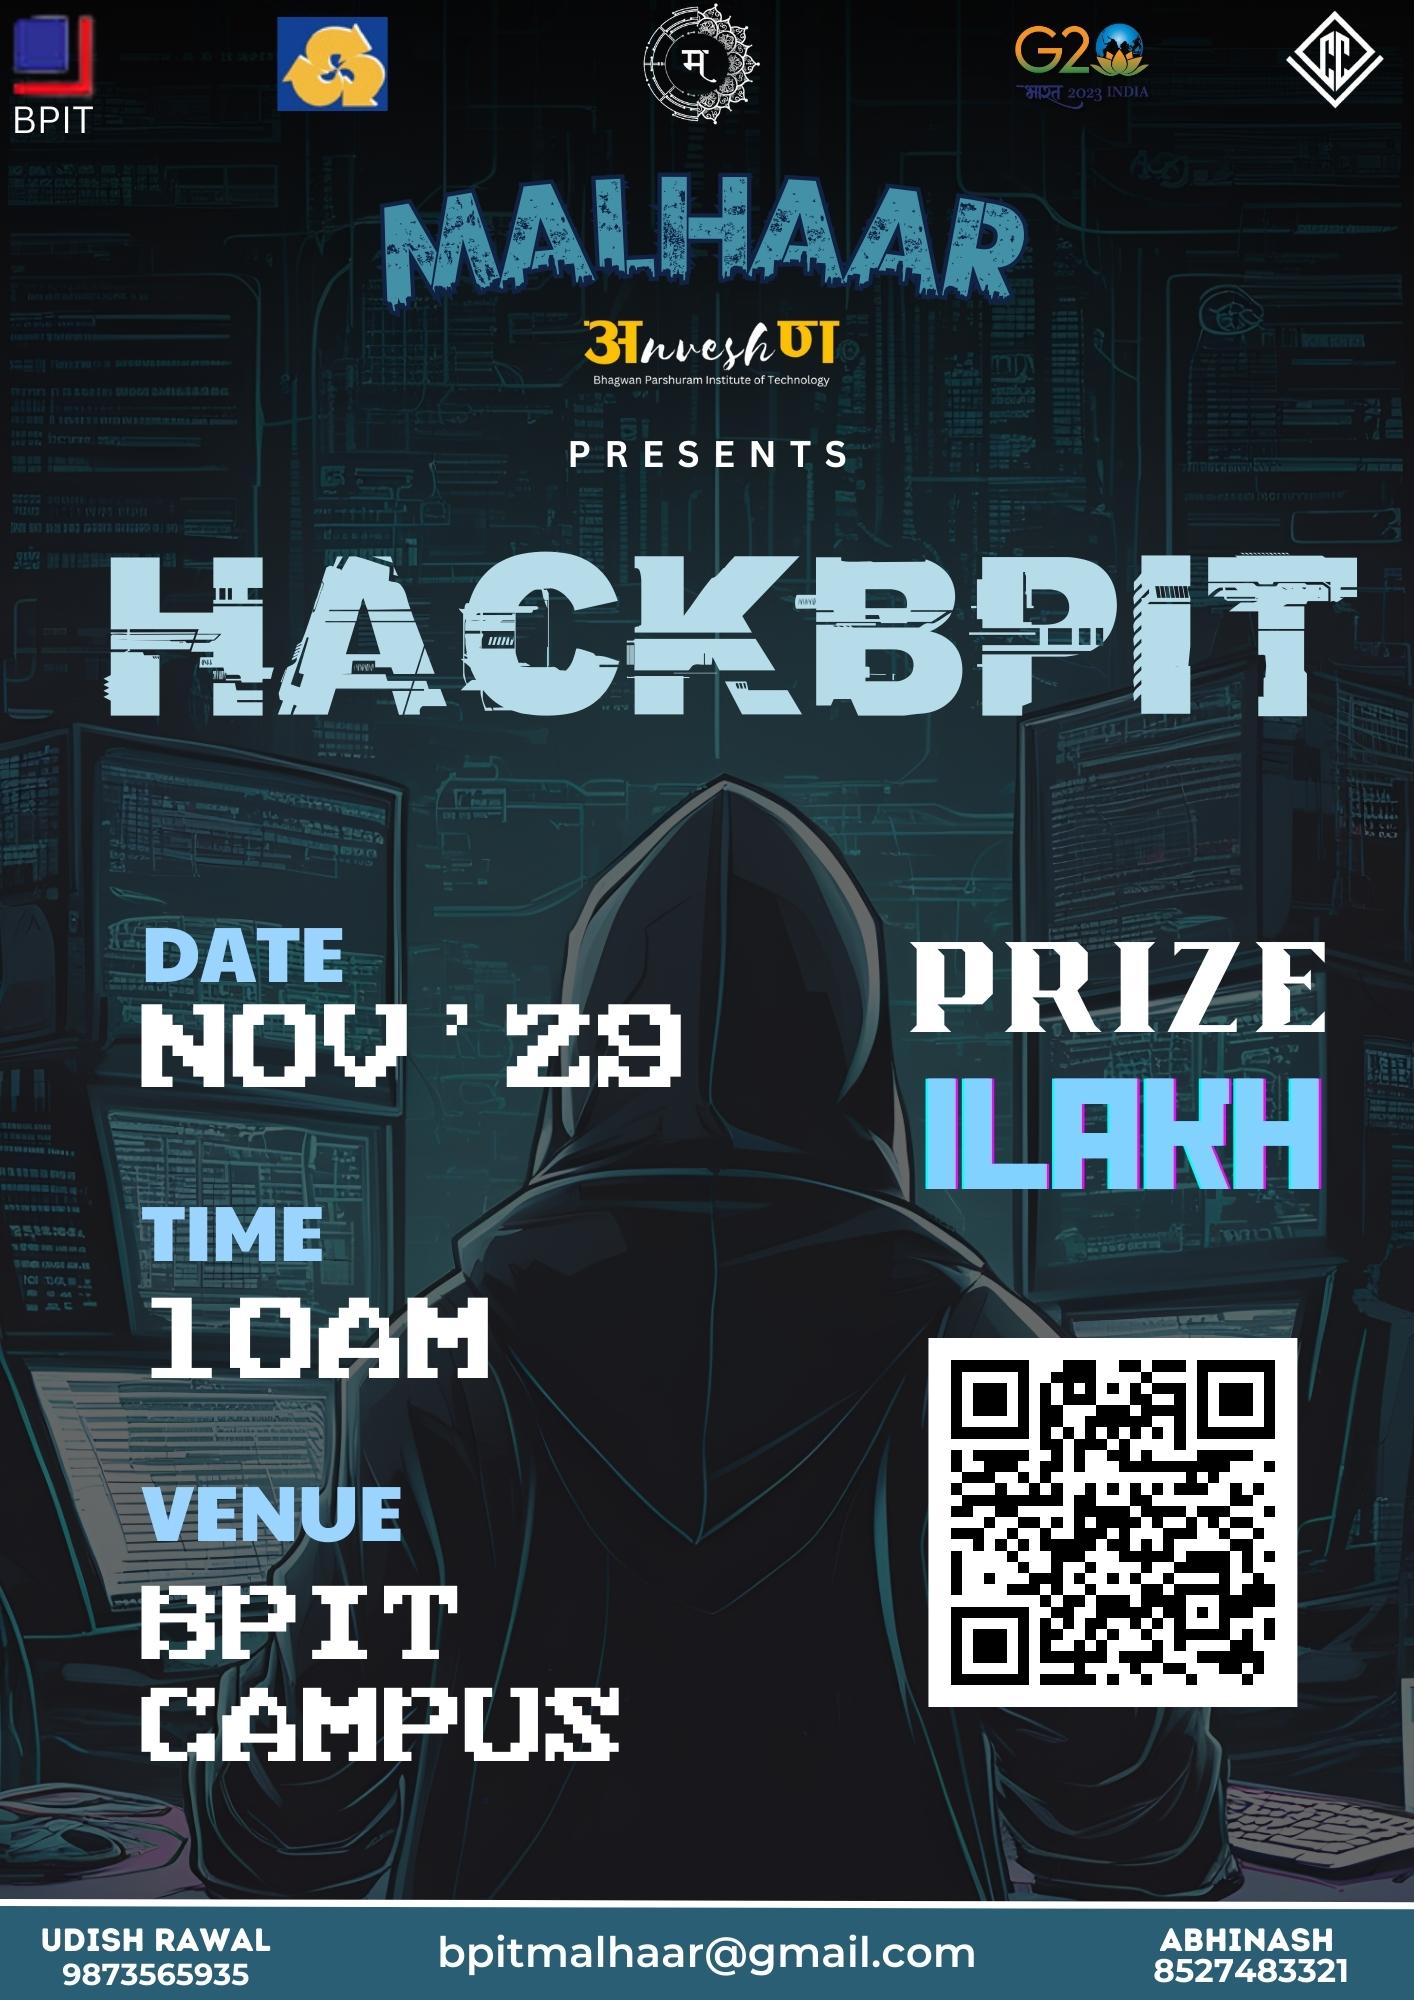 BPIT
म्
G20
भारत 2023 INDIA
CC
MALHAAR
अnveshण
Bhagwan Parshuram Institute of Technology
PRESENTS
HACKBPIT
DATE
NOV '29
PRIZE
1LAKH
TIME
10AM
VENUE
BPIT
CAMPUS
UDISH RAWAL
9873565935
bpitmalhaar@gmail.com
ABHINASH
8527483321